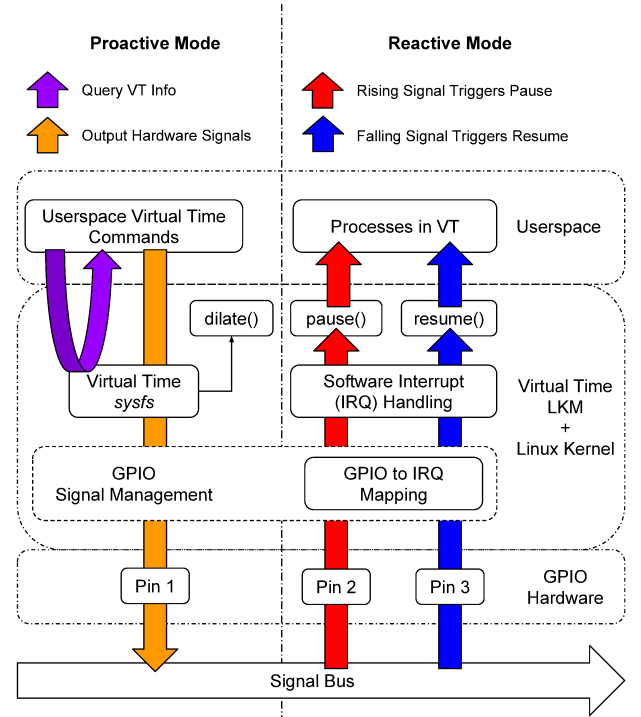 Proactive Mode
Reactive Mode
Query VT Info
Rising Signal Triggers Pause
Output Hardware Signals
Falling Signal Triggers Resume
Userspace Virtual Time
Commands
Processes in VT
Userspace
dilate()
pause()
resume()
Virtual Time
sysfs
Software Interrupt
(IRQ) Handling
Virtual Time
LKM
+
Linux Kernel
GPIO
Signal Management
GPIO to IRQ
Mapping
Pin 1
Pin 2
Pin 3
GPIO
Hardware
Signal Bus